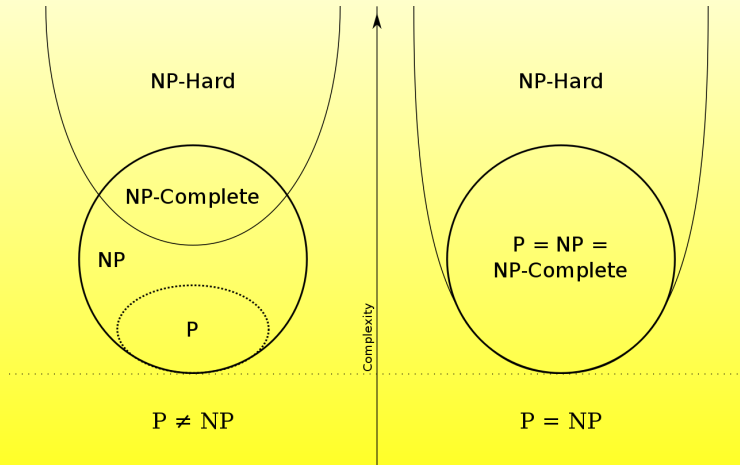 NP-Hard
NP-Complete
NP
P
P ≠ NP
Complexity
NP-Hard
P = NP =
NP-Complete
P = NP